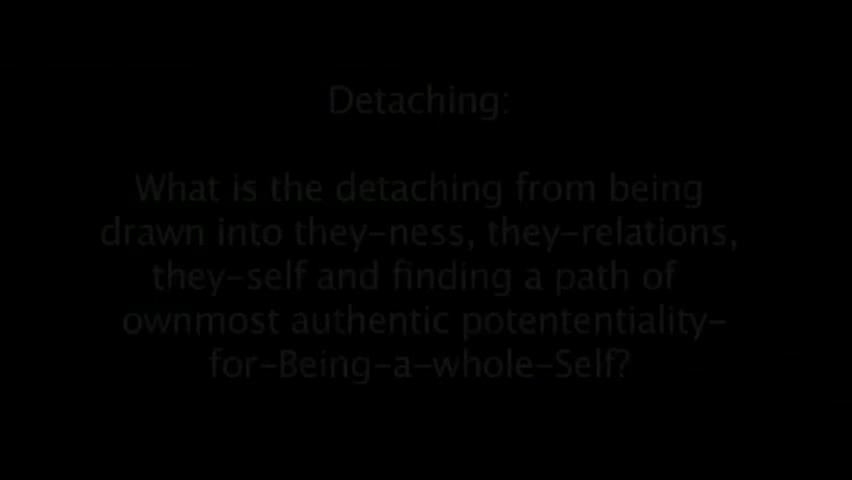 Detaching:
What is the detaching from being
drawn into they-ness, they-relations,
they-self and finding a path of
ownmost authentic potententiality-
for-Being-a-whole-Self?